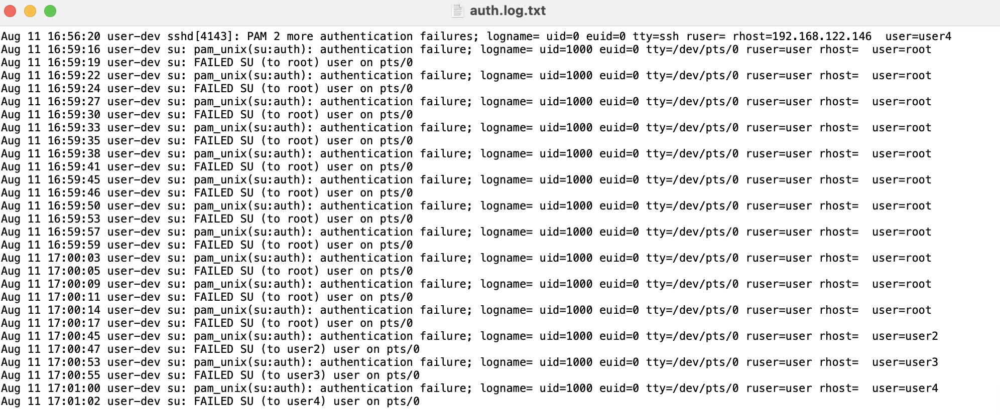 auth.log.txt
Aug 11 16:56:20 user-dev sshd[4143]: PAM 2 more authentication failures; logname= uid=0 euid=0 tty=ssh ruser= rhost=192.168.122.146  user=user4
Aug 11 16:59:16 user-dev su: pam_unix(su:auth): authentication failure; logname= uid=1000 euid=0 tty=/dev/pts/0 ruser=user rhost=  user=root
Aug 11 16:59:19 user-dev su: FAILED SU (to root) user on pts/0
Aug 11 16:59:22 user-dev su: pam_unix(su:auth): authentication failure; logname= uid=1000 euid=0 tty=/dev/pts/0 ruser=user rhost=  user=root
Aug 11 16:59:24 user-dev su: FAILED SU (to root) user on pts/0
Aug 11 16:59:27 user-dev su: pam_unix(su:auth): authentication failure; logname= uid=1000 euid=0 tty=/dev/pts/0 ruser=user rhost=  user=root
Aug 11 16:59:30 user-dev su: FAILED SU (to root) user on pts/0
Aug 11 16:59:33 user-dev su: pam_unix(su:auth): authentication failure; logname= uid=1000 euid=0 tty=/dev/pts/0 ruser=user rhost=  user=root
Aug 11 16:59:35 user-dev su: FAILED SU (to root) user on pts/0
Aug 11 16:59:38 user-dev su: pam_unix(su:auth): authentication failure; logname= uid=1000 euid=0 tty=/dev/pts/0 ruser=user rhost=  user=root
Aug 11 16:59:41 user-dev su: FAILED SU (to root) user on pts/0
Aug 11 16:59:45 user-dev su: pam_unix(su:auth): authentication failure; logname= uid=1000 euid=0 tty=/dev/pts/0 ruser=user rhost=  user=root
Aug 11 16:59:46 user-dev su: FAILED SU (to root) user on pts/0
Aug 11 16:59:50 user-dev su: pam_unix(su:auth): authentication failure; logname= uid=1000 euid=0 tty=/dev/pts/0 ruser=user rhost=  user=root
Aug 11 16:59:53 user-dev su: FAILED SU (to root) user on pts/0
Aug 11 16:59:57 user-dev su: pam_unix(su:auth): authentication failure; logname= uid=1000 euid=0 tty=/dev/pts/0 ruser=user rhost=  user=root
Aug 11 16:59:59 user-dev su: FAILED SU (to root) user on pts/0
Aug 11 17:00:03 user-dev su: pam_unix(su:auth): authentication failure; logname= uid=1000 euid=0 tty=/dev/pts/0 ruser=user rhost=  user=root
Aug 11 17:00:05 user-dev su: FAILED SU (to root) user on pts/0
Aug 11 17:00:09 user-dev su: pam_unix(su:auth): authentication failure; logname= uid=1000 euid=0 tty=/dev/pts/0 ruser=user rhost=  user=root
Aug 11 17:00:11 user-dev su: FAILED SU (to root) user on pts/0
Aug 11 17:00:14 user-dev su: pam_unix(su:auth): authentication failure; logname= uid=1000 euid=0 tty=/dev/pts/0 ruser=user rhost=  user=root
Aug 11 17:00:17 user-dev su: FAILED SU (to root) user on pts/0
Aug 11 17:00:45 user-dev su: pam_unix(su:auth): authentication failure; logname= uid=1000 euid=0 tty=/dev/pts/0 ruser=user rhost=  user=user2
Aug 11 17:00:47 user-dev su: FAILED SU (to user2) user on pts/0
Aug 11 17:00:53 user-dev su: pam_unix(su:auth): authentication failure; logname= uid=1000 euid=0 tty=/dev/pts/0 ruser=user rhost=  user=user3
Aug 11 17:00:55 user-dev su: FAILED SU (to user3) user on pts/0
Aug 11 17:01:00 user-dev su: pam_unix(su:auth): authentication failure; logname= uid=1000 euid=0 tty=/dev/pts/0 ruser=user rhost=  user=user4
Aug 11 17:01:02 user-dev su: FAILED SU (to user4) user on pts/0